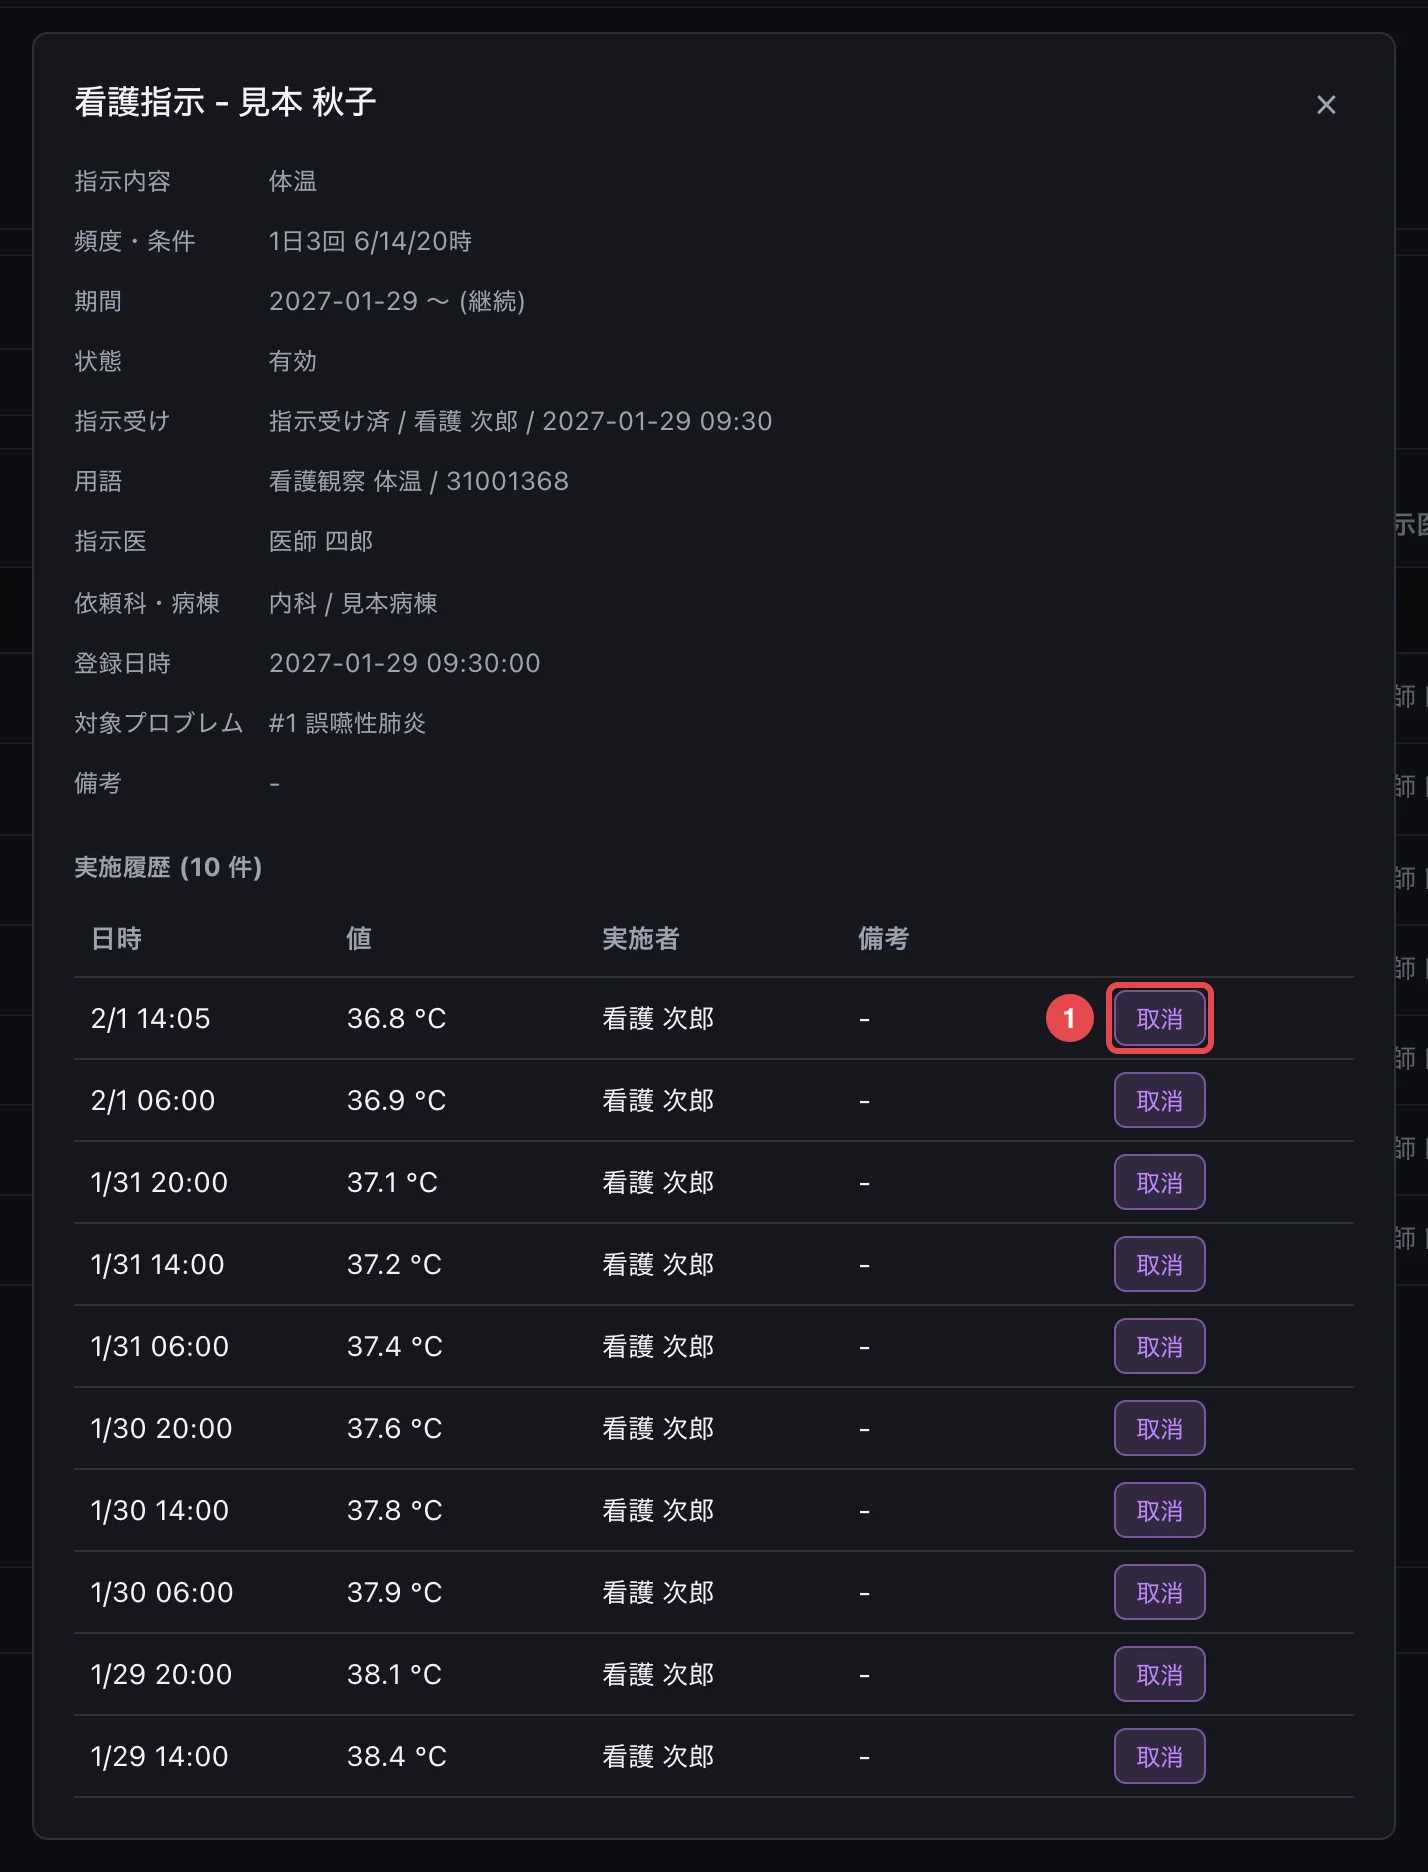 看護指示 - 見本 秋子
×
指示内容 体温
頻度・条件 1日3回 6/14/20時
期間 2027-01-29 〜 (継続)
状態 有効
指示受け 指示受け済 / 看護 次郎 / 2027-01-29 09:30
用語 看護観察 体温 / 31001368
指示医 医師 四郎
依頼科・病棟 内科 / 見本病棟
登録日時 2027-01-29 09:30:00
対象プロブレム #1 誤嚥性肺炎
備考 -
実施履歴 (10 件)
日時 値 実施者 備考
2/1 14:05 36.8 °C 看護 次郎 - 1 取消
2/1 06:00 36.9 °C 看護 次郎 - 取消
1/31 20:00 37.1 °C 看護 次郎 - 取消
1/31 14:00 37.2 °C 看護 次郎 - 取消
1/31 06:00 37.4 °C 看護 次郎 - 取消
1/30 20:00 37.6 °C 看護 次郎 - 取消
1/30 14:00 37.8 °C 看護 次郎 - 取消
1/30 06:00 37.9 °C 看護 次郎 - 取消
1/29 20:00 38.1 °C 看護 次郎 - 取消
1/29 14:00 38.4 °C 看護 次郎 - 取消